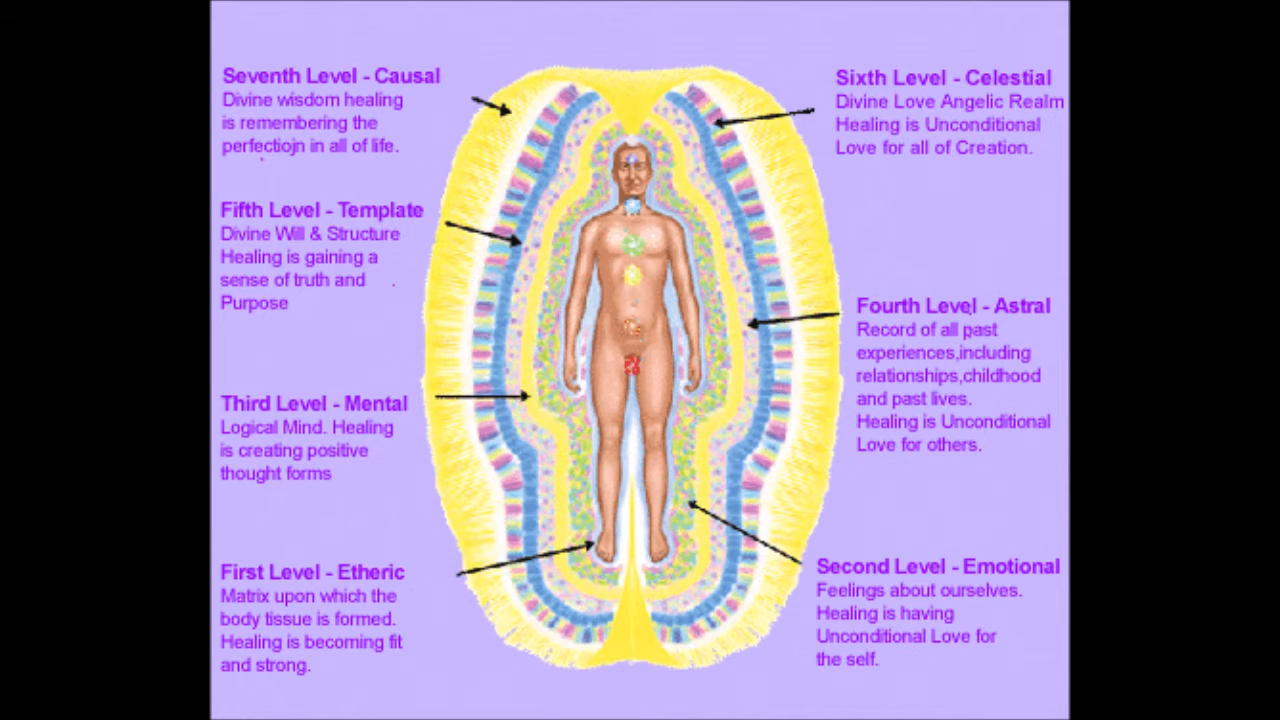 Seventh Level - Causal
Divine wisdom healing
is remembering the
perfectiojn in all of life.
Sixth Level - Celestial
Divine Love Angelic Realm
Healing is Unconditional
Love for all of Creation.
Fifth Level - Template
Divine Will & Structure
Healing is gaining a
sense of truth and
Purpose
Fourth Level - Astral
Record of all past
experiences,including
relationships,childhood
and past lives.
Healing is Unconditional
Love for others.
Third Level - Mental
Logical Mind. Healing
is creating positive
thought forms
First Level - Etheric
Matrix upon which the
body tissue is formed.
Healing is becoming fit
and strong.
Second Level - Emotional
Feelings about ourselves.
Healing is having
Unconditional Love for
the self.